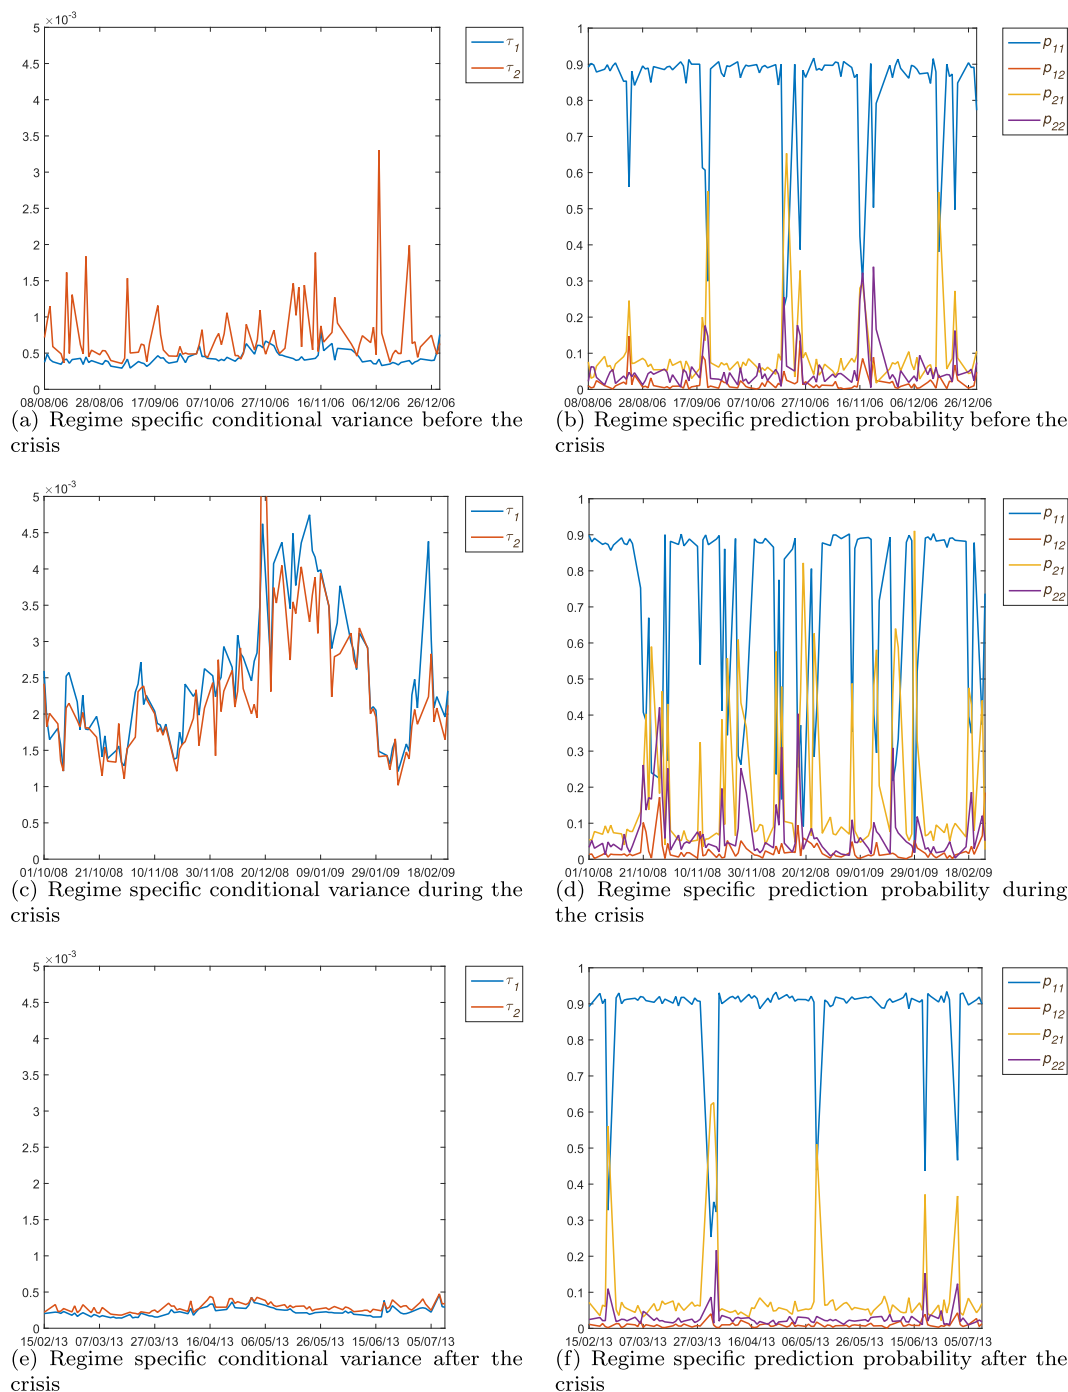 ×10⁻³
5
4.5
4
3.5
3
2.5
2
1.5
1
0.5
0
08/08/06 28/08/06 17/09/06 07/10/06 27/10/06 16/11/06 06/12/06 26/12/06
τ₁
τ₂
(a) Regime specific conditional variance before the
crisis
1
0.9
0.8
0.7
0.6
0.5
0.4
0.3
0.2
0.1
0
08/08/06 28/08/06 17/09/06 07/10/06 27/10/06 16/11/06 06/12/06 26/12/06
p₁₁
p₁₂
p₂₁
p₂₂
(b) Regime specific prediction probability before the
crisis
×10⁻³
5
4.5
4
3.5
3
2.5
2
1.5
1
0.5
0
01/10/08 21/10/08 10/11/08 30/11/08 20/12/08 09/01/09 29/01/09 18/02/09
τ₁
τ₂
(c) Regime specific conditional variance during the
crisis
1
0.9
0.8
0.7
0.6
0.5
0.4
0.3
0.2
0.1
0
01/10/08 21/10/08 10/11/08 30/11/08 20/12/08 09/01/09 29/01/09 18/02/09
p₁₁
p₁₂
p₂₁
p₂₂
(d) Regime specific prediction probability during
the crisis
×10⁻³
5
4.5
4
3.5
3
2.5
2
1.5
1
0.5
0
15/02/13 07/03/13 27/03/13 16/04/13 06/05/13 26/05/13 15/06/13 05/07/13
τ₁
τ₂
(e) Regime specific conditional variance after the
crisis
1
0.9
0.8
0.7
0.6
0.5
0.4
0.3
0.2
0.1
0
15/02/13 07/03/13 27/03/13 16/04/13 06/05/13 26/05/13 15/06/13 05/07/13
p₁₁
p₁₂
p₂₁
p₂₂
(f) Regime specific prediction probability after the
crisis